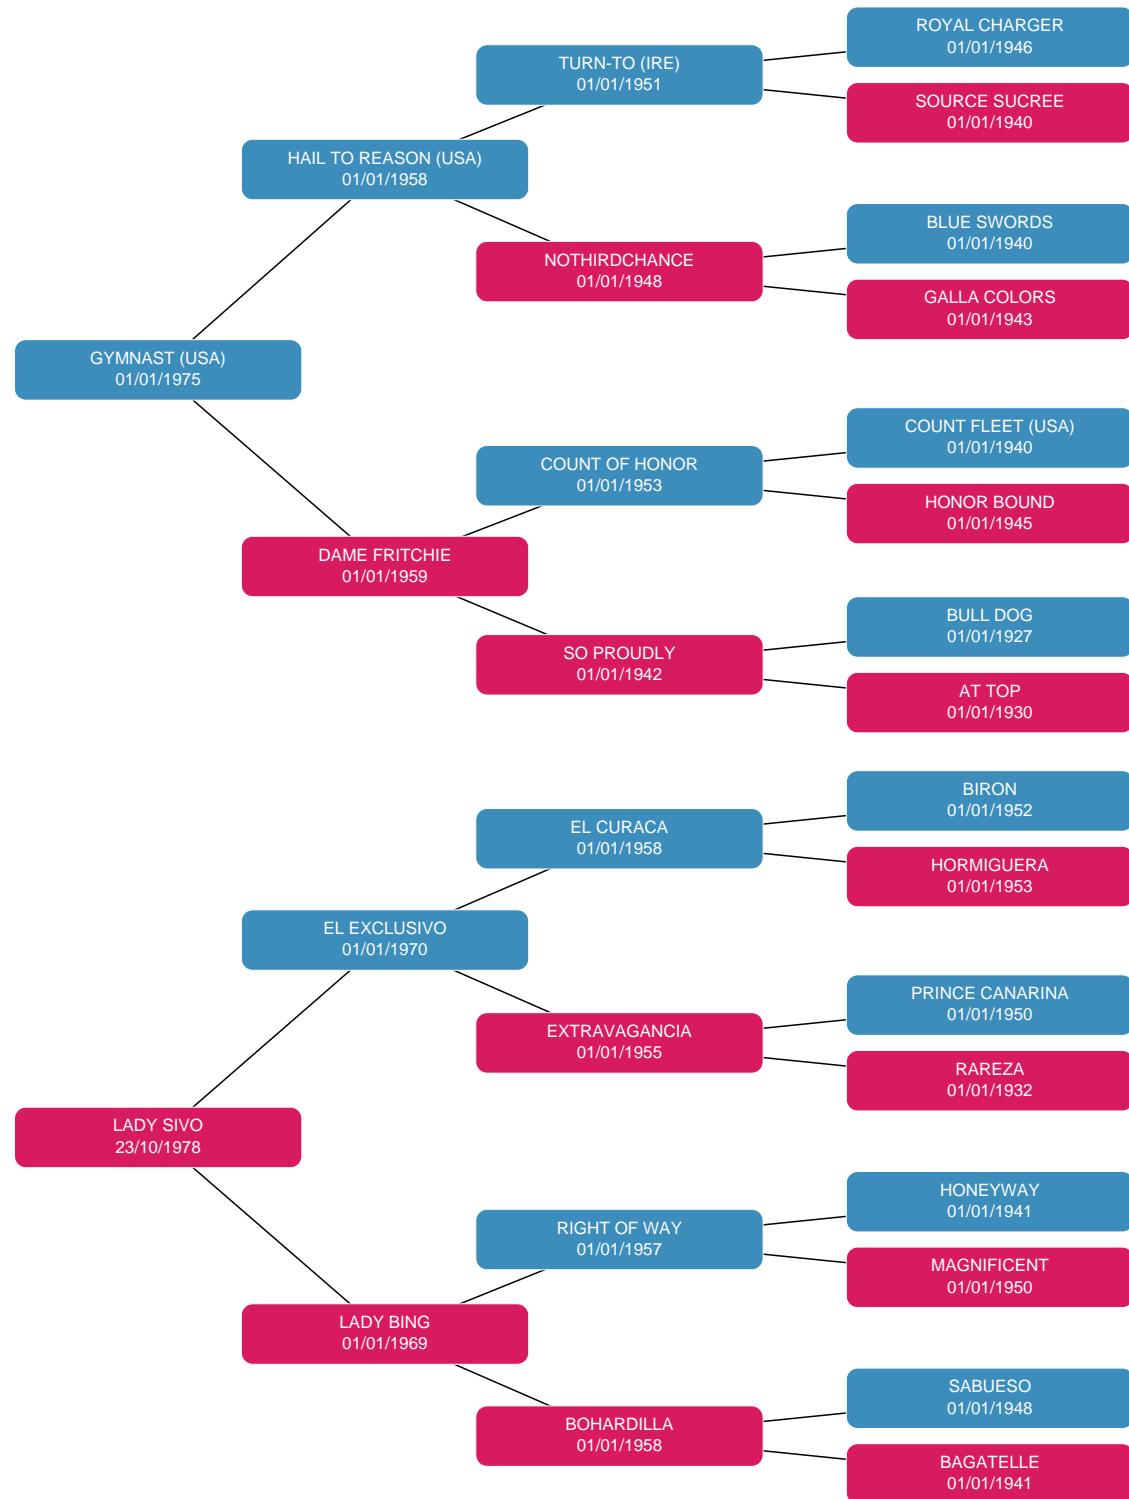 ROYAL CHARGER
01/01/1946
TURN-TO (IRE)
01/01/1951
SOURCE SUCREE
01/01/1940
HAIL TO REASON (USA)
01/01/1958
BLUE SWORDS
01/01/1940
NOTHIRDCHANCE
01/01/1948
GALLA COLORS
01/01/1943
GYMNAST (USA)
01/01/1975
COUNT FLEET (USA)
01/01/1940
COUNT OF HONOR
01/01/1953
HONOR BOUND
01/01/1945
DAME FRITCHIE
01/01/1959
BULL DOG
01/01/1927
SO PROUDLY
01/01/1942
AT TOP
01/01/1930
BIRON
01/01/1952
EL CURACA
01/01/1958
HORMIGUERA
01/01/1953
EL EXCLUSIVO
01/01/1970
PRINCE CANARINA
01/01/1950
EXTRAVAGANCIA
01/01/1955
RAREZA
01/01/1932
LADY SIVO
23/10/1978
HONEYWAY
01/01/1941
RIGHT OF WAY
01/01/1957
MAGNIFICENT
01/01/1950
LADY BING
01/01/1969
SABUESO
01/01/1948
BOHARDILLA
01/01/1958
BAGATELLE
01/01/1941